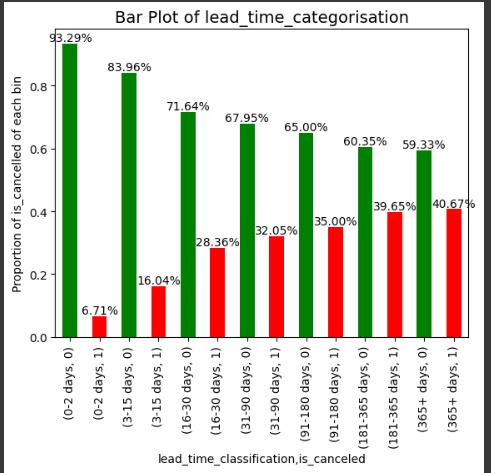 Bar Plot of lead_time_categorisation
Proportion of is_cancelled of each bin
0.8
0.6
0.4
0.2
0.0
93.29%
6.71%
83.96%
16.04%
71.64%
28.36%
67.95%
32.05%
65.00%
35.00%
60.35%
39.65%
59.33%
40.67%
(0-2 days, 0)
(0-2 days, 1)
(3-15 days, 0)
(3-15 days, 1)
(16-30 days, 0)
(16-30 days, 1)
(31-90 days, 0)
(31-90 days, 1)
(91-180 days, 0)
(91-180 days, 1)
(181-365 days, 0)
(181-365 days, 1)
(365+ days, 0)
(365+ days, 1)
lead_time_classification,is_canceled